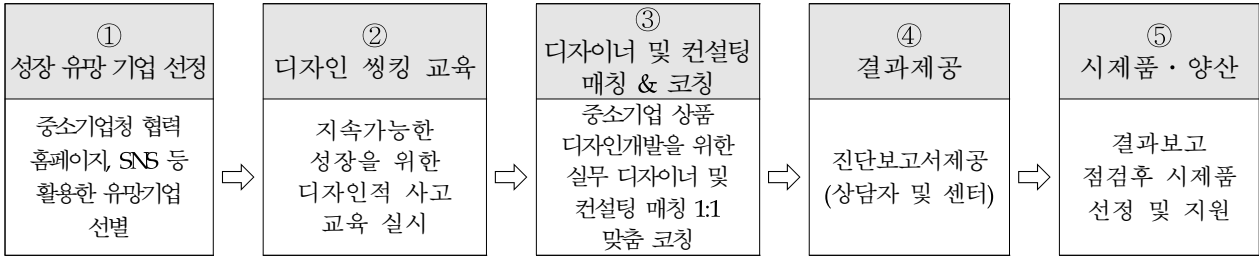 ①
성장 유망 기업 선정
중소기업청 협력
홈페이지, SNS 등
활용한 유망기업
선별
②
디자인 씽킹 교육
지속가능한
성장을 위한
디자인적 사고
교육 실시
③
디자이너 및 컨설팅
매칭 & 코칭
중소기업 상품
디자인개발을 위한
실무 디자이너 및
컨설팅 매칭 1:1
맞춤 코칭
④
결과제공
진단보고서제공
(상담자 및 센터)
⑤
시제품・양산
결과보고
점검후 시제품
선정 및 지원